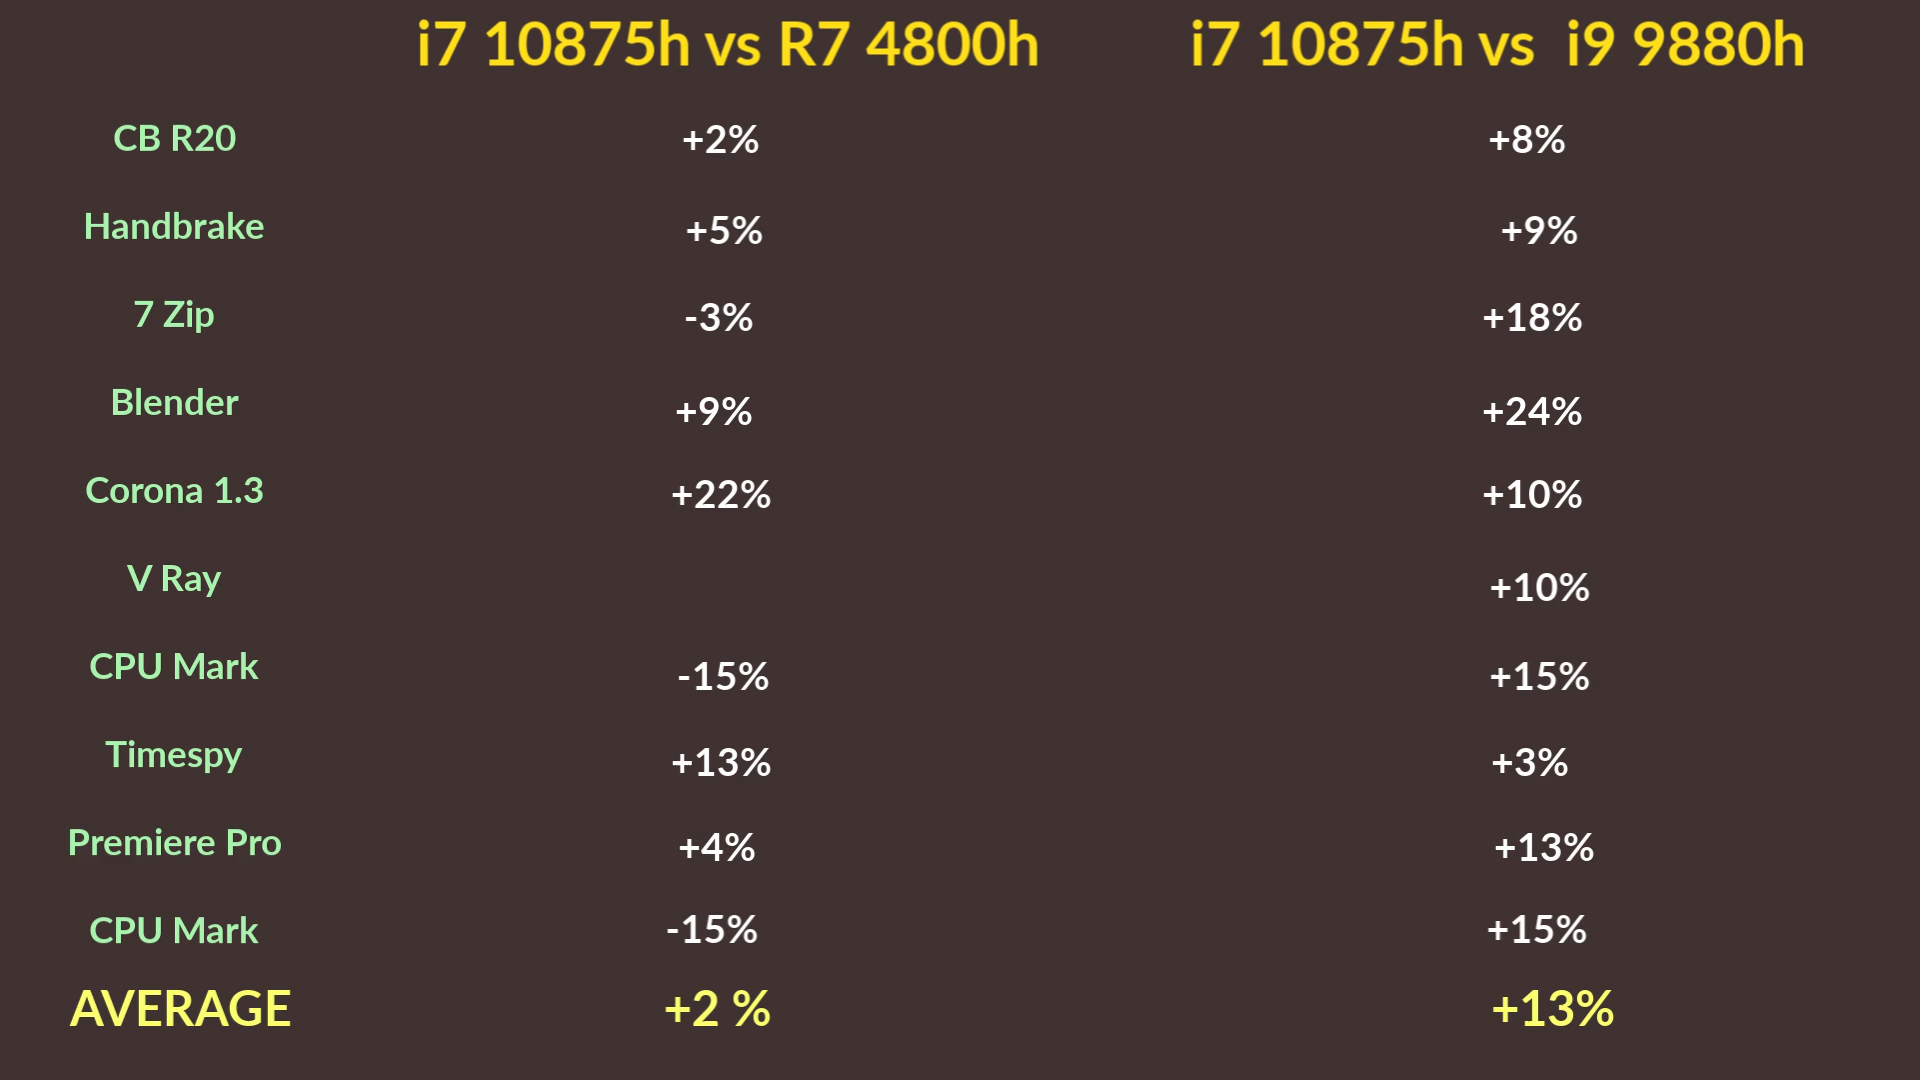 i7 10875h vs R7 4800h i7 10875h vs i9 9880h
CB R20 +2% +8%
Handbrake +5% +9%
7 Zip -3% +18%
Blender +9% +24%
Corona 1.3 +22% +10%
V Ray +10%
CPU Mark -15% +15%
Timespy +13% +3%
Premiere Pro +4% +13%
CPU Mark -15% +15%
AVERAGE +2 % +13%